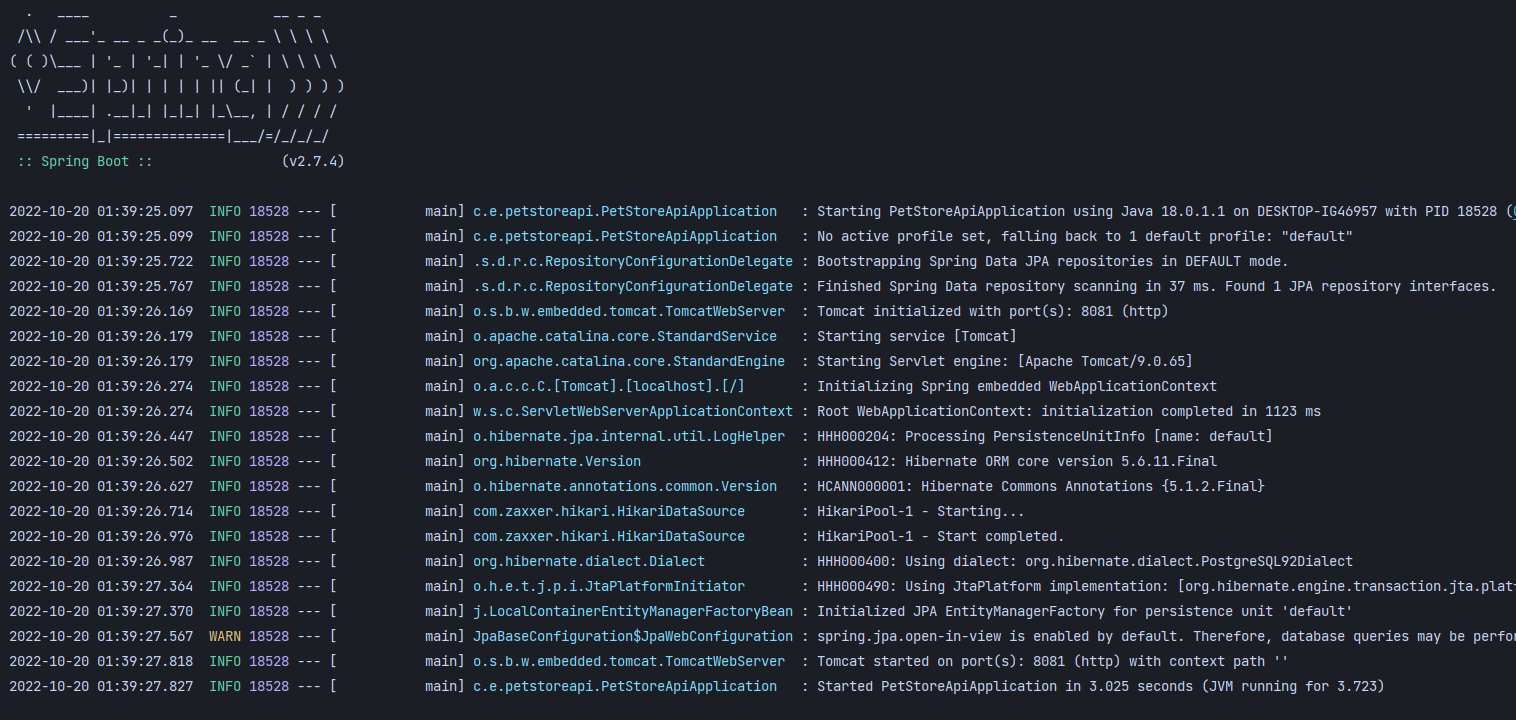 .   ____          _            __ _ _
 /\\ / ___'_ __ _ _(_)_ __  __ _ \ \ \ \
( ( )\___ | '_ | '_| | '_ \/ _` | \ \ \ \
 \\/  ___)| |_)| | | | | || (_| |  ) ) ) )
  '  |____| .__|_| |_|_| |_\__, | / / / /
 =========|_|==============|___/=/_/_/_/
 :: Spring Boot ::                (v2.7.4)
2022-10-20 01:39:25.097  INFO 18528 --- [           main] c.e.petstoreapi.PetStoreApiApplication   : Starting PetStoreApiApplication using Java 18.0.1.1 on DESKTOP-IG46957 with PID 18528 (
2022-10-20 01:39:25.099  INFO 18528 --- [           main] c.e.petstoreapi.PetStoreApiApplication   : No active profile set, falling back to 1 default profile: "default"
2022-10-20 01:39:25.722  INFO 18528 --- [           main] .s.d.r.c.RepositoryConfigurationDelegate : Bootstrapping Spring Data JPA repositories in DEFAULT mode.
2022-10-20 01:39:25.767  INFO 18528 --- [           main] .s.d.r.c.RepositoryConfigurationDelegate : Finished Spring Data repository scanning in 37 ms. Found 1 JPA repository interfaces.
2022-10-20 01:39:26.169  INFO 18528 --- [           main] o.s.b.w.embedded.tomcat.TomcatWebServer  : Tomcat initialized with port(s): 8081 (http)
2022-10-20 01:39:26.179  INFO 18528 --- [           main] o.apache.catalina.core.StandardService   : Starting service [Tomcat]
2022-10-20 01:39:26.179  INFO 18528 --- [           main] org.apache.catalina.core.StandardEngine  : Starting Servlet engine: [Apache Tomcat/9.0.65]
2022-10-20 01:39:26.274  INFO 18528 --- [           main] o.a.c.c.C.[Tomcat].[localhost].[/]       : Initializing Spring embedded WebApplicationContext
2022-10-20 01:39:26.274  INFO 18528 --- [           main] w.s.c.ServletWebServerApplicationContext : Root WebApplicationContext: initialization completed in 1123 ms
2022-10-20 01:39:26.447  INFO 18528 --- [           main] o.hibernate.jpa.internal.util.LogHelper  : HHH000204: Processing PersistenceUnitInfo [name: default]
2022-10-20 01:39:26.502  INFO 18528 --- [           main] org.hibernate.Version                    : HHH000412: Hibernate ORM core version 5.6.11.Final
2022-10-20 01:39:26.627  INFO 18528 --- [           main] o.hibernate.annotations.common.Version   : HCANN000001: Hibernate Commons Annotations {5.1.2.Final}
2022-10-20 01:39:26.714  INFO 18528 --- [           main] com.zaxxer.hikari.HikariDataSource       : HikariPool-1 - Starting...
2022-10-20 01:39:26.976  INFO 18528 --- [           main] com.zaxxer.hikari.HikariDataSource       : HikariPool-1 - Start completed.
2022-10-20 01:39:26.987  INFO 18528 --- [           main] org.hibernate.dialect.Dialect            : HHH000400: Using dialect: org.hibernate.dialect.PostgreSQL92Dialect
2022-10-20 01:39:27.364  INFO 18528 --- [           main] o.h.e.t.j.p.i.JtaPlatformInitiator       : HHH000490: Using JtaPlatform implementation: [org.hibernate.engine.transaction.jta.plat
2022-10-20 01:39:27.370  INFO 18528 --- [           main] j.LocalContainerEntityManagerFactoryBean : Initialized JPA EntityManagerFactory for persistence unit 'default'
2022-10-20 01:39:27.567  WARN 18528 --- [           main] JpaBaseConfiguration$JpaWebConfiguration : spring.jpa.open-in-view is enabled by default. Therefore, database queries may be perfor
2022-10-20 01:39:27.818  INFO 18528 --- [           main] o.s.b.w.embedded.tomcat.TomcatWebServer  : Tomcat started on port(s): 8081 (http) with context path ''
2022-10-20 01:39:27.827  INFO 18528 --- [           main] c.e.petstoreapi.PetStoreApiApplication   : Started PetStoreApiApplication in 3.025 seconds (JVM running for 3.723)